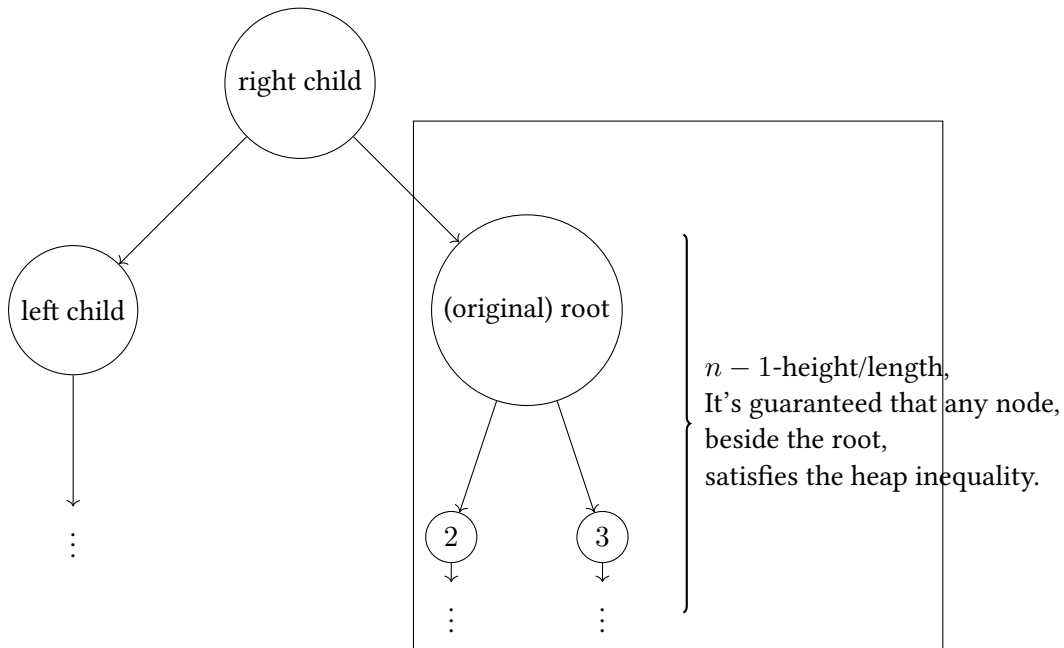 right child
left child
(original) root
n − 1-height/length,
It's guaranteed that any node,
beside the root,
satisfies the heap inequality.
2
3
⋮
⋮
⋮